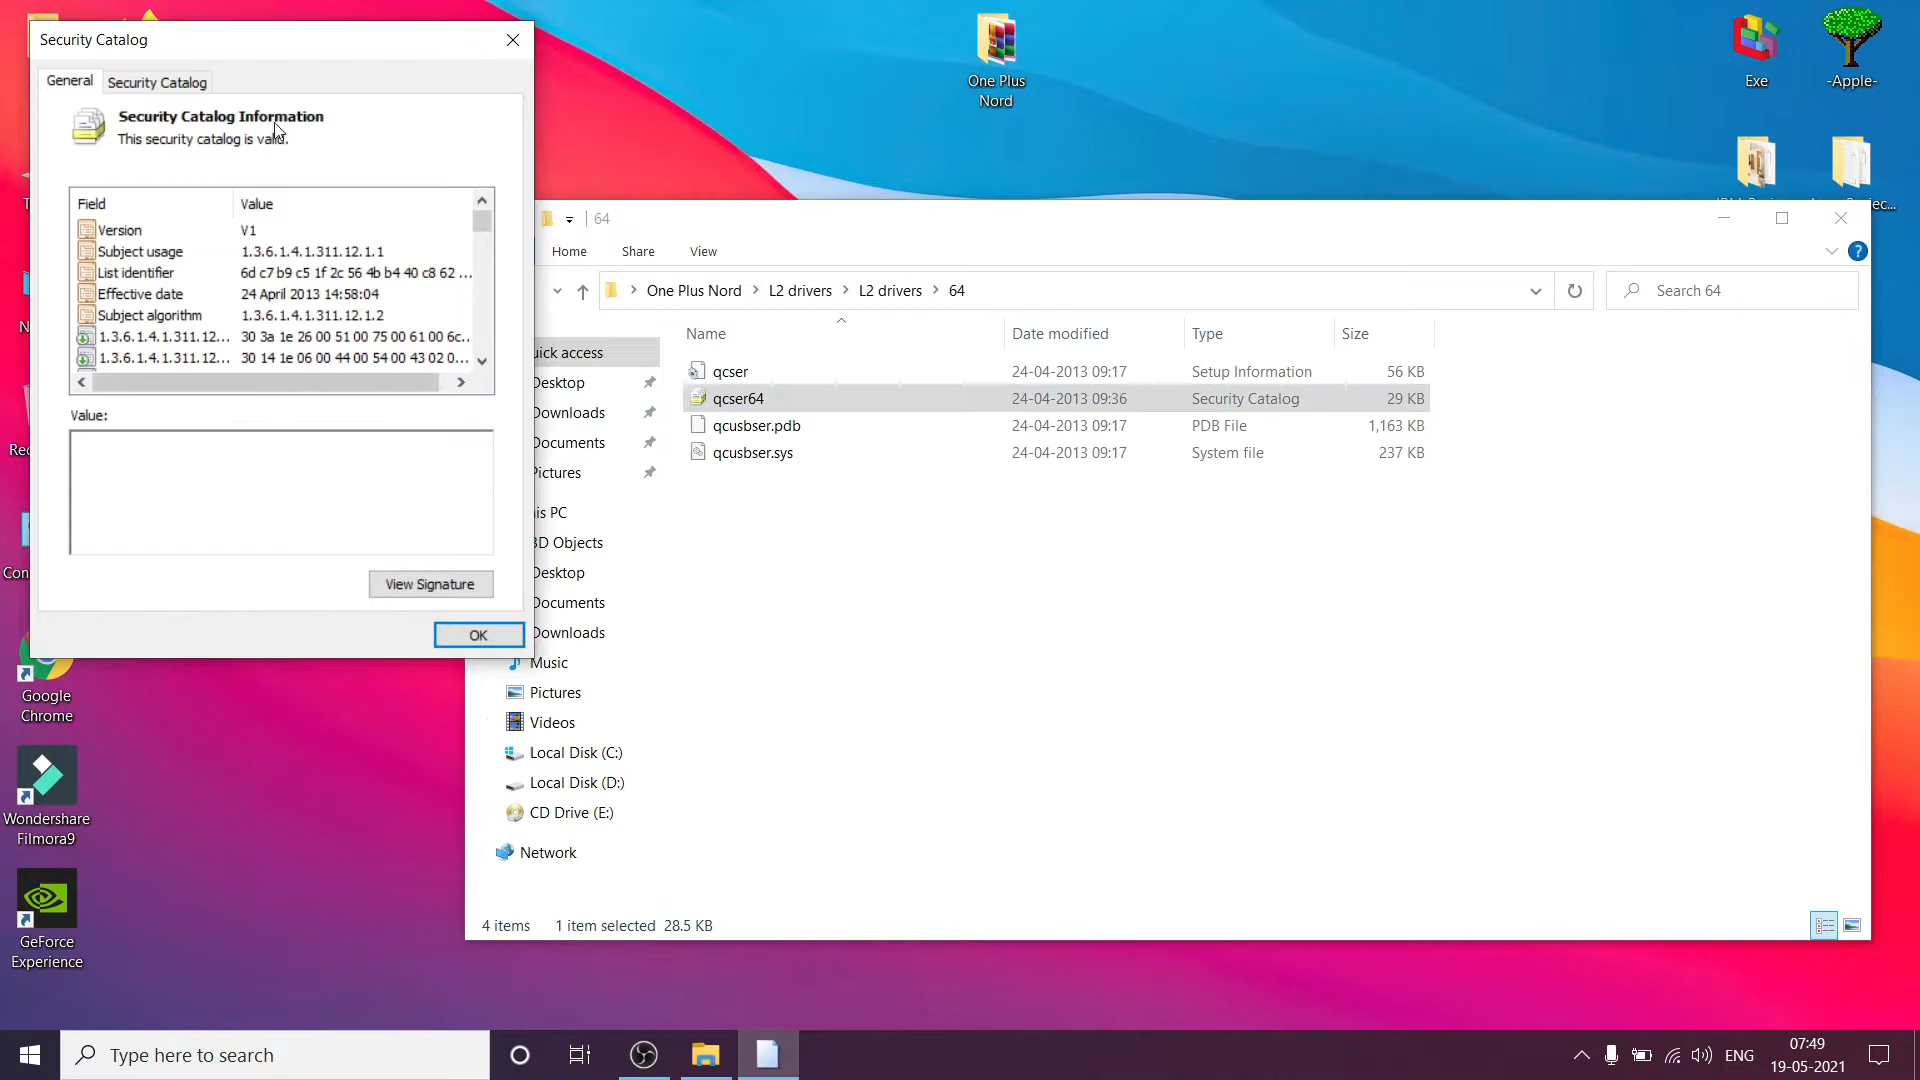 Security Catalog
General
Security Catalog
Security Catalog Information
This security catalog is valid.
Field Value
Version V1
Subject usage 1.3.6.1.4.1.311.12.1.1
List identifier 6d c7 b9 c5 1f 2c 56 4b b4 40 c8 62 ...
Effective date 24 April 2013 14:58:04
Subject algorithm 1.3.6.1.4.1.311.12.1.2
1.3.6.1.4.1.311.12... 30 3a 1e 26 00 51 00 75 00 61 00 6c...
1.3.6.1.4.1.311.12... 30 14 1e 06 00 44 00 54 00 43 02 0...
Value:
View Signature
OK
One Plus
Nord
Exe
-Apple-
64
Home Share View
One Plus Nord L2 drivers L2 drivers 64
Search 64
Name Date modified Type Size
qcser 24-04-2013 09:17 Setup Information 56 KB
qcser64 24-04-2013 09:36 Security Catalog 29 KB
qcusbser.pdb 24-04-2013 09:17 PDB File 1,163 KB
qcusbser.sys 24-04-2013 09:17 System file 237 KB
uick access
Desktop
Downloads
Documents
Pictures
is PC
3D Objects
Desktop
Documents
Downloads
Music
Pictures
Videos
Local Disk (C:)
Local Disk (D:)
CD Drive (E:)
Network
4 items 1 item selected 28.5 KB
Google
Chrome
Wondershare
Filmora9
GeForce
Experience
Type here to search
ENG
07:49
19-05-2021